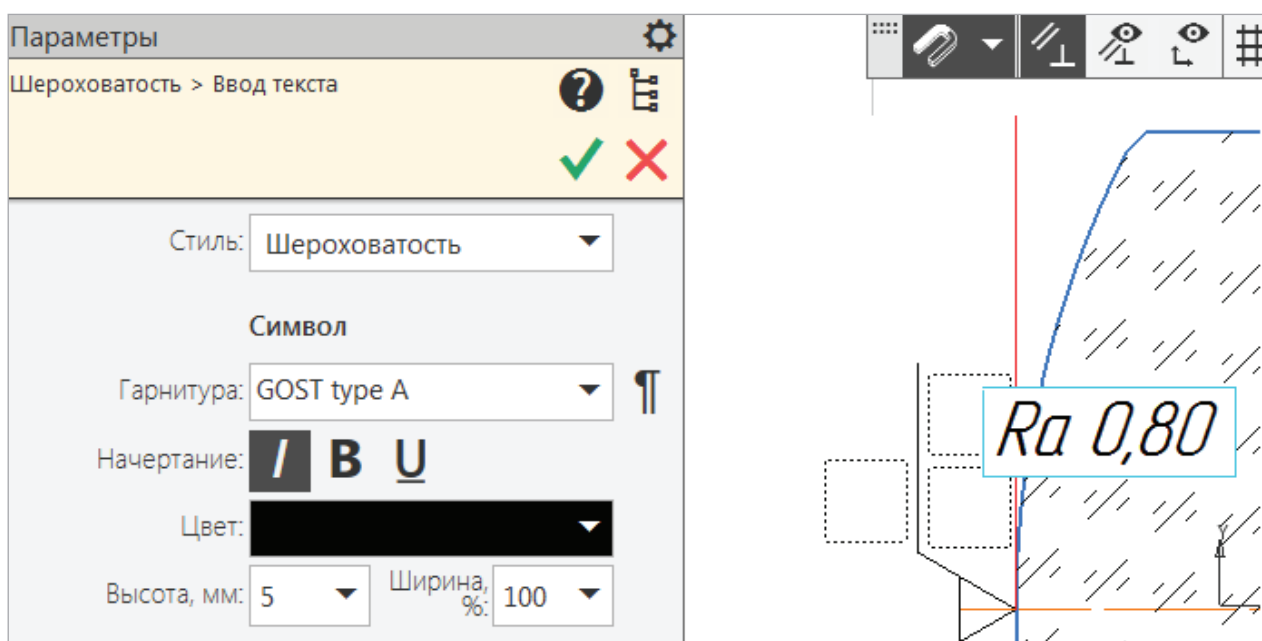 Параметры
Шероховатость > Ввод текста
Стиль: Шероховатость
Символ
Гарнитура: GOST type A ¶
Начертание: I B U
Цвет:
Высота, мм: 5 Ширина, %: 100
Ra 0,80
Y